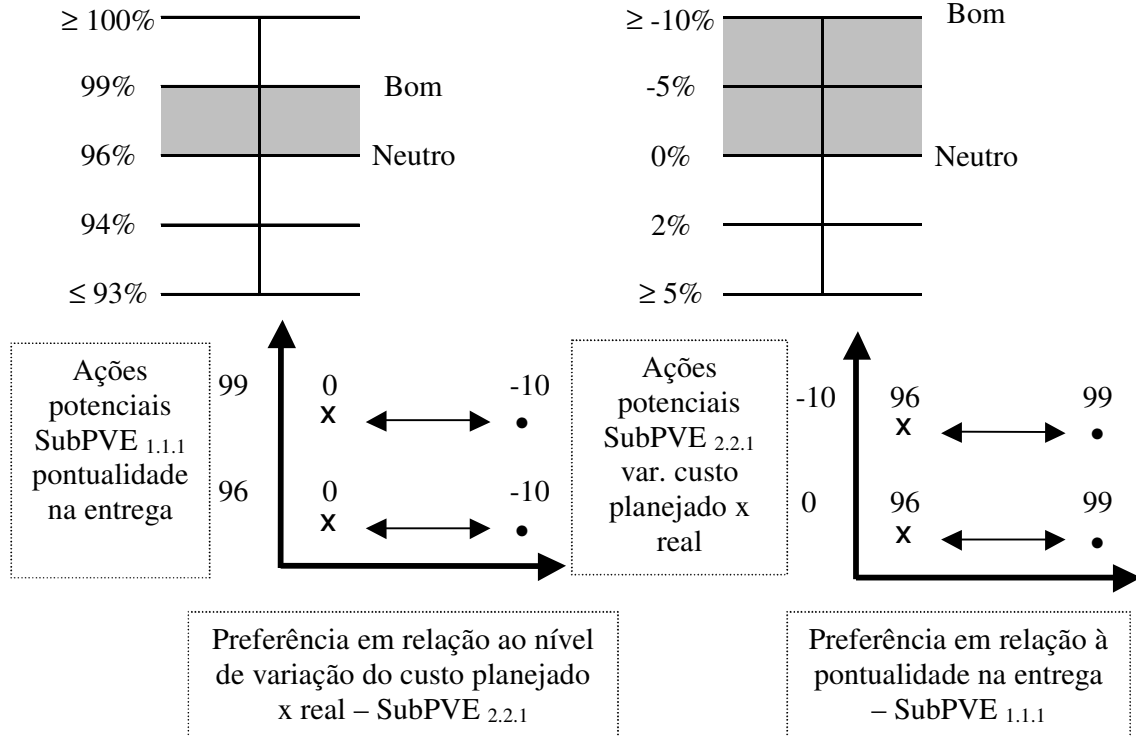 ≥ 100%
99%
Bom
96%
Neutro
94%
≤ 93%
≥ -10%
Bom
-5%
0%
Neutro
2%
≥ 5%
Ações
potenciais
SubPVE 1.1.1
pontualidade
na entrega
99
0
-10
x
96
0
-10
x
Preferência em relação ao nível
de variação do custo planejado
x real – SubPVE 2.2.1
Ações
potenciais
SubPVE 2.2.1
var. custo
planejado x
real
-10
96
99
x
0
96
99
x
Preferência em relação à
pontualidade na entrega
– SubPVE 1.1.1